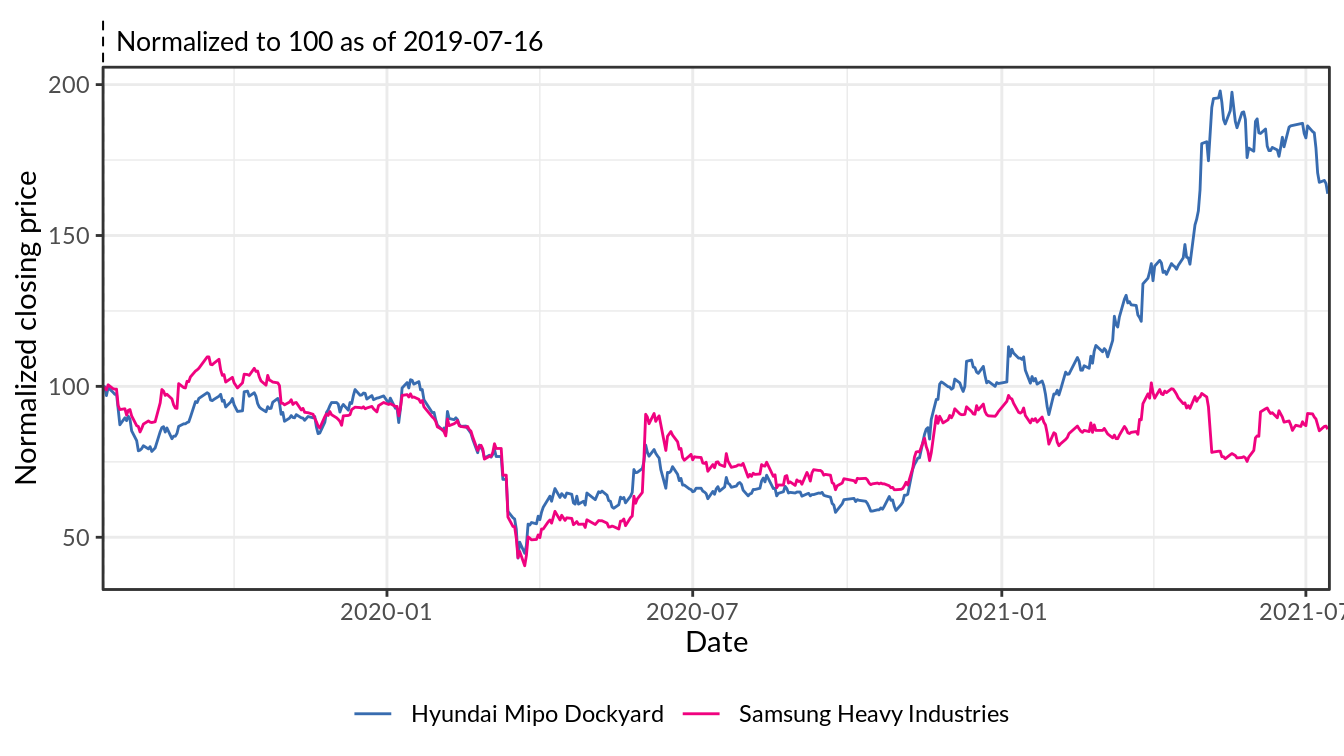 Normalized to 100 as of 2019-07-16
Normalized closing price
200
150
100
50
2020-01
2020-07
2021-01
2021-07
Date
Hyundai Mipo Dockyard
Samsung Heavy Industries